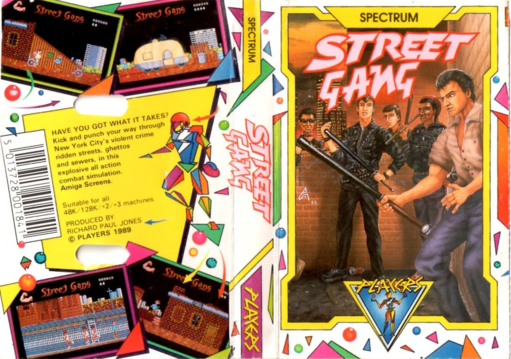 Street Gang
Street Gang
HAVE YOU GOT WHAT IT TAKES?
Kick and punch your way through
New York City's violent crime
ridden streets, ghettos
and sewers, in this
explosive all action
combat simulation.
Amiga Screens.
Suitable for all
48K/128K/+2/+3 machines
PRODUCED BY
RICHARD PAUL JONES
© PLAYERS 1989
Street Gang
Street Gang
SPECTRUM
STREET
GANG
PLAYERS
SPECTRUM
STREET
GANG
PLAYERS